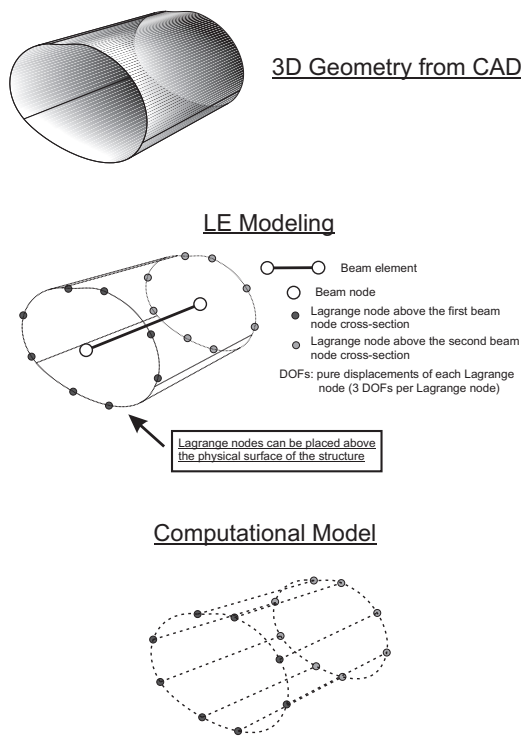 3D Geometry from CAD
LE Modeling
Beam element
Beam node
Lagrange node above the first beam
node cross-section
Lagrange node above the second beam
node cross-section
DOFs: pure displacements of each Lagrange
node (3 DOFs per Lagrange node)
Lagrange nodes can be placed above
the physical surface of the structure
Computational Model